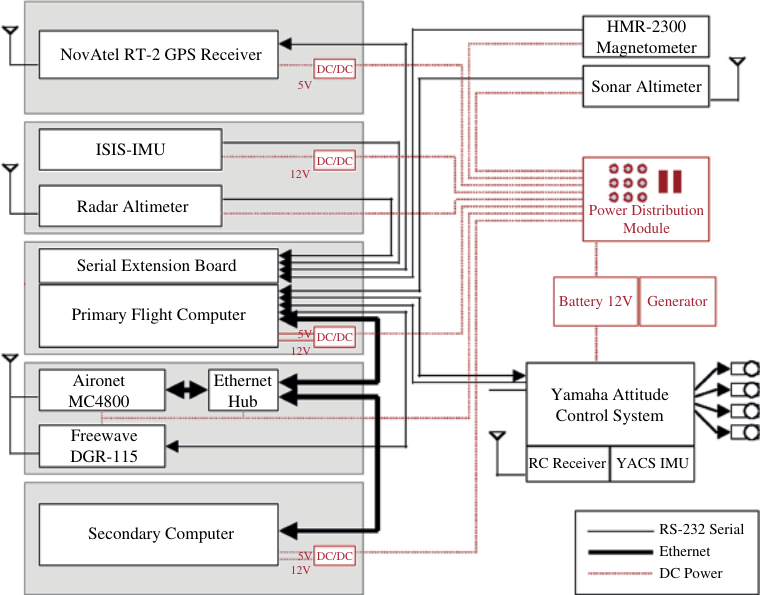 NovAtel RT-2 GPS Receiver
DC/DC
5V
HMR-2300
Magnetometer
Sonar Altimeter
ISIS-IMU
DC/DC
12V
Radar Altimeter
Power Distribution
Module
Serial Extension Board
Primary Flight Computer
5V
DC/DC
12V
Battery 12V
Generator
Aironet
MC4800
Ethernet
Hub
Freewave
DGR-115
Yamaha Attitude
Control System
RC Receiver
YACS IMU
Secondary Computer
5V
DC/DC
12V
RS-232 Serial
Ethernet
DC Power